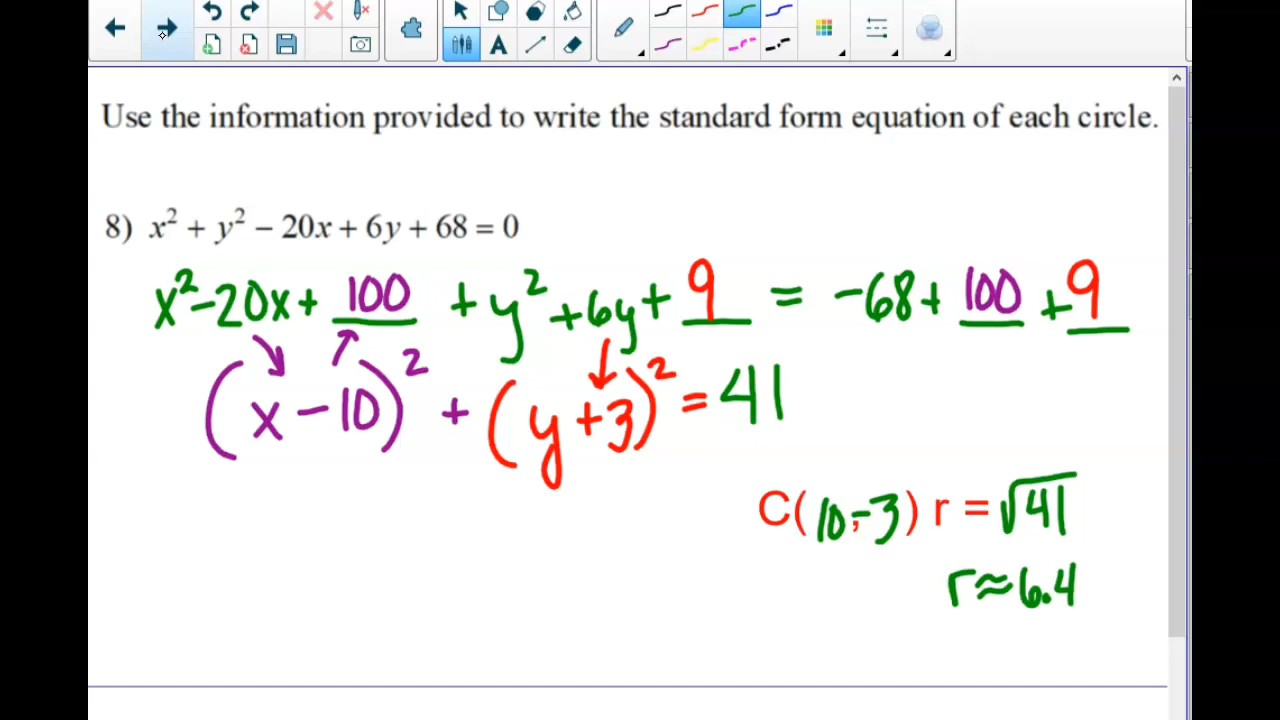 Use the information provided to write the standard form equation of each circle.
8) x² + y² − 20x + 6y + 68 = 0
x² - 20x + 100 + y² + 6y + 9 = -68 + 100 + 9
(x - 10)² + (y + 3)² = 41
C(10, -3) r = √41
r ≈ 6.4